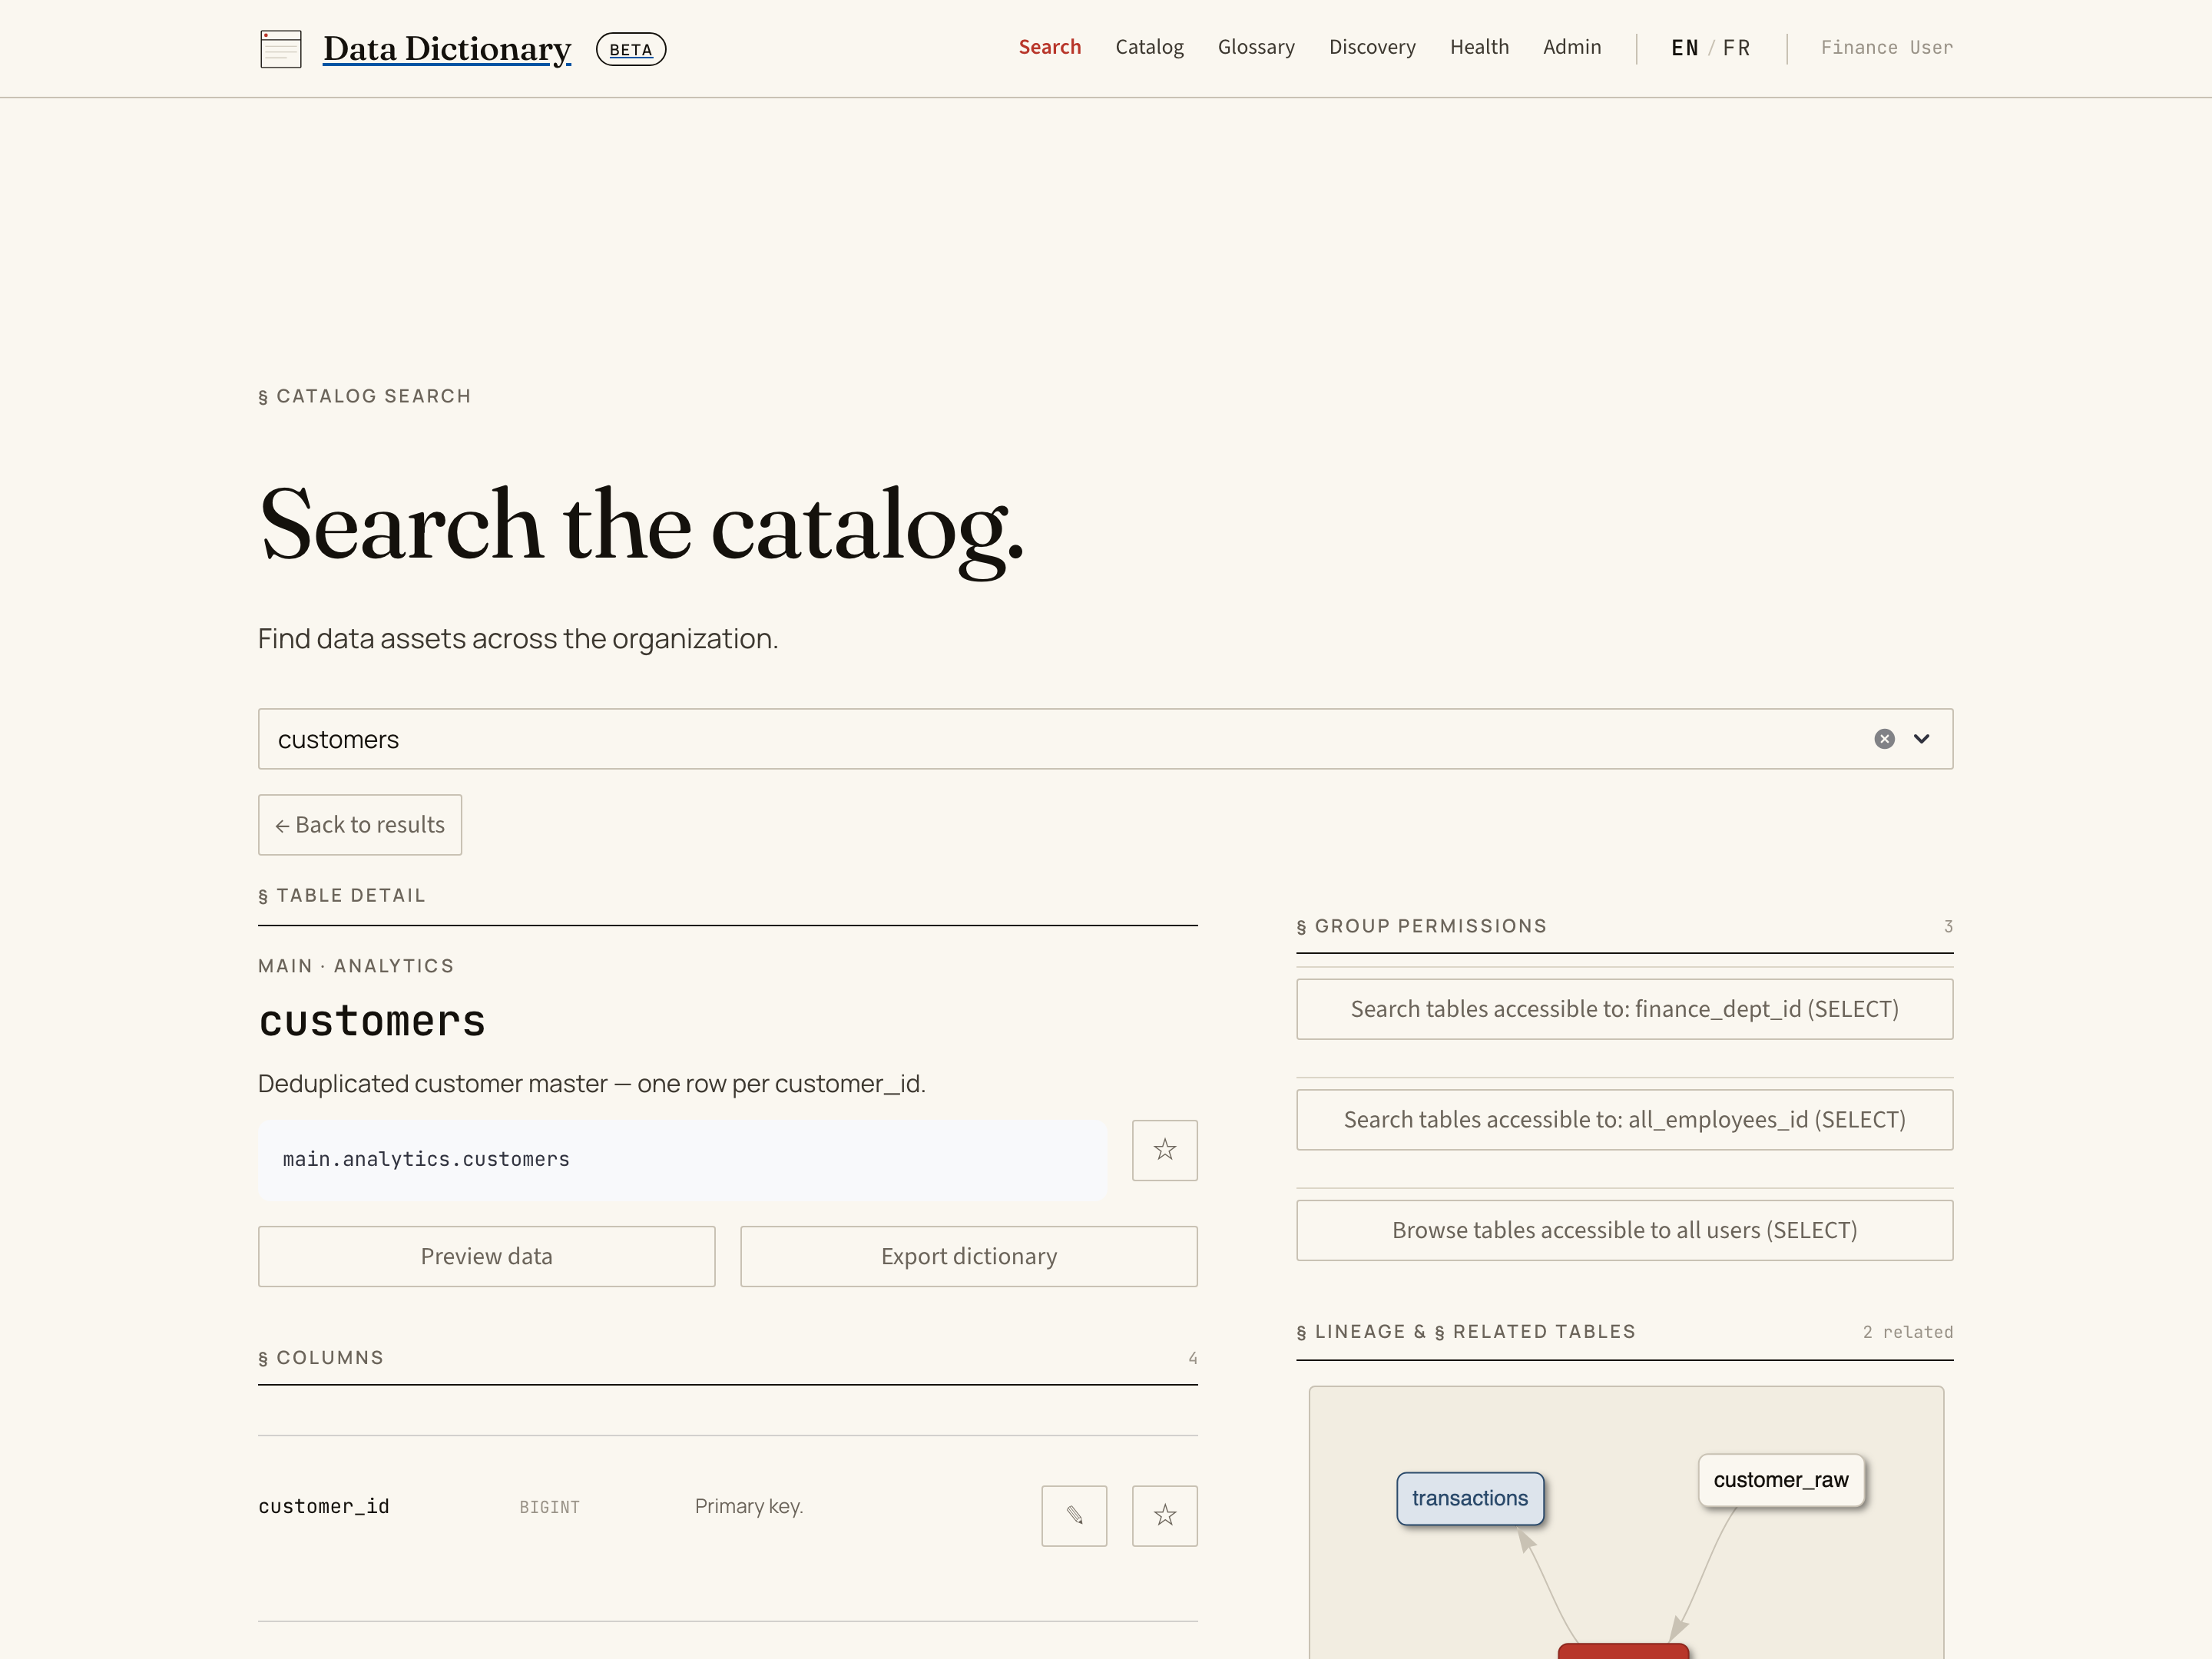 Data Dictionary BETA
Search Catalog Glossary Discovery Health Admin EN / FR Finance User
§ CATALOG SEARCH
Search the catalog.
Find data assets across the organization.
customers
← Back to results
§ TABLE DETAIL
MAIN · ANALYTICS
customers
Deduplicated customer master — one row per customer_id.
main.analytics.customers
☆
Preview data Export dictionary
§ COLUMNS 4
customer_id BIGINT Primary key. ✎ ☆
§ GROUP PERMISSIONS 3
Search tables accessible to: finance_dept_id (SELECT)
Search tables accessible to: all_employees_id (SELECT)
Browse tables accessible to all users (SELECT)
§ LINEAGE & § RELATED TABLES 2 related
customer_raw
transactions